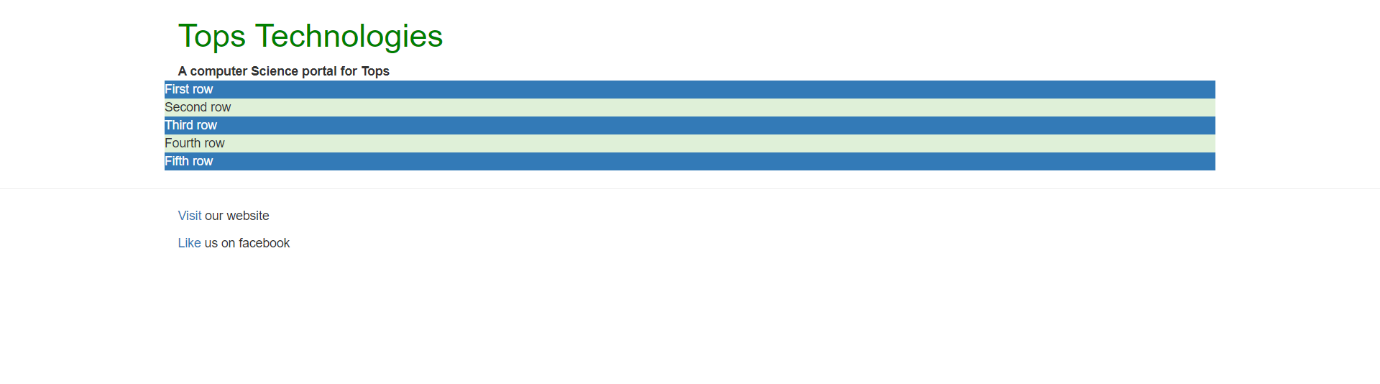 Tops Technologies
A computer Science portal for Tops
First row
Second row
Third row
Fourth row
Fifth row
Visit our website
Like us on facebook